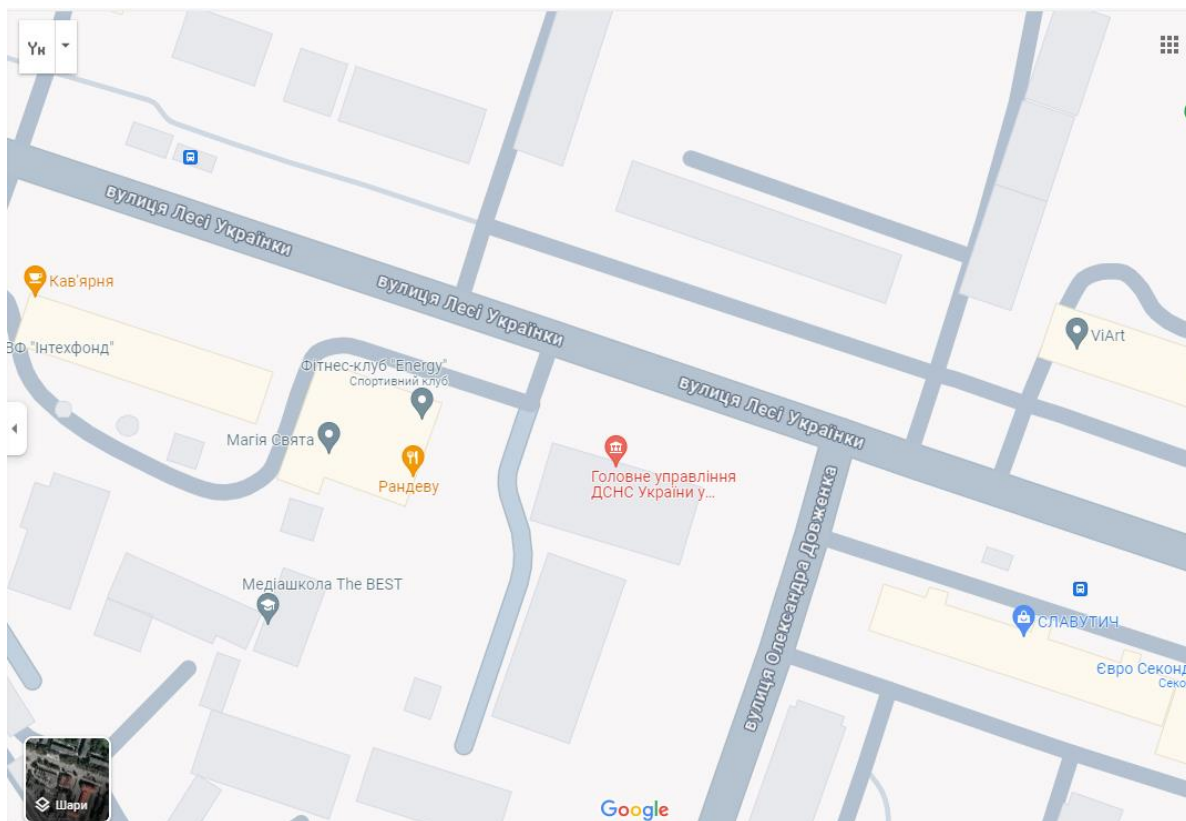 Ун
вулиця Лесі Українки
вулиця Лесі Українки
Кав'ярня
ViArt
ВФ "Інтехфонд"
Фітнес-клуб "Energy"
Спортивний клуб
вулиця Лесі Українки
Магія Свята
Рандеву
Головне управління
ДСНС України у...
вулиця Олександра Довженка
Медіашкола The BEST
СЛАВУТИЧ
Євро Секонд
Секо
Шари
Google